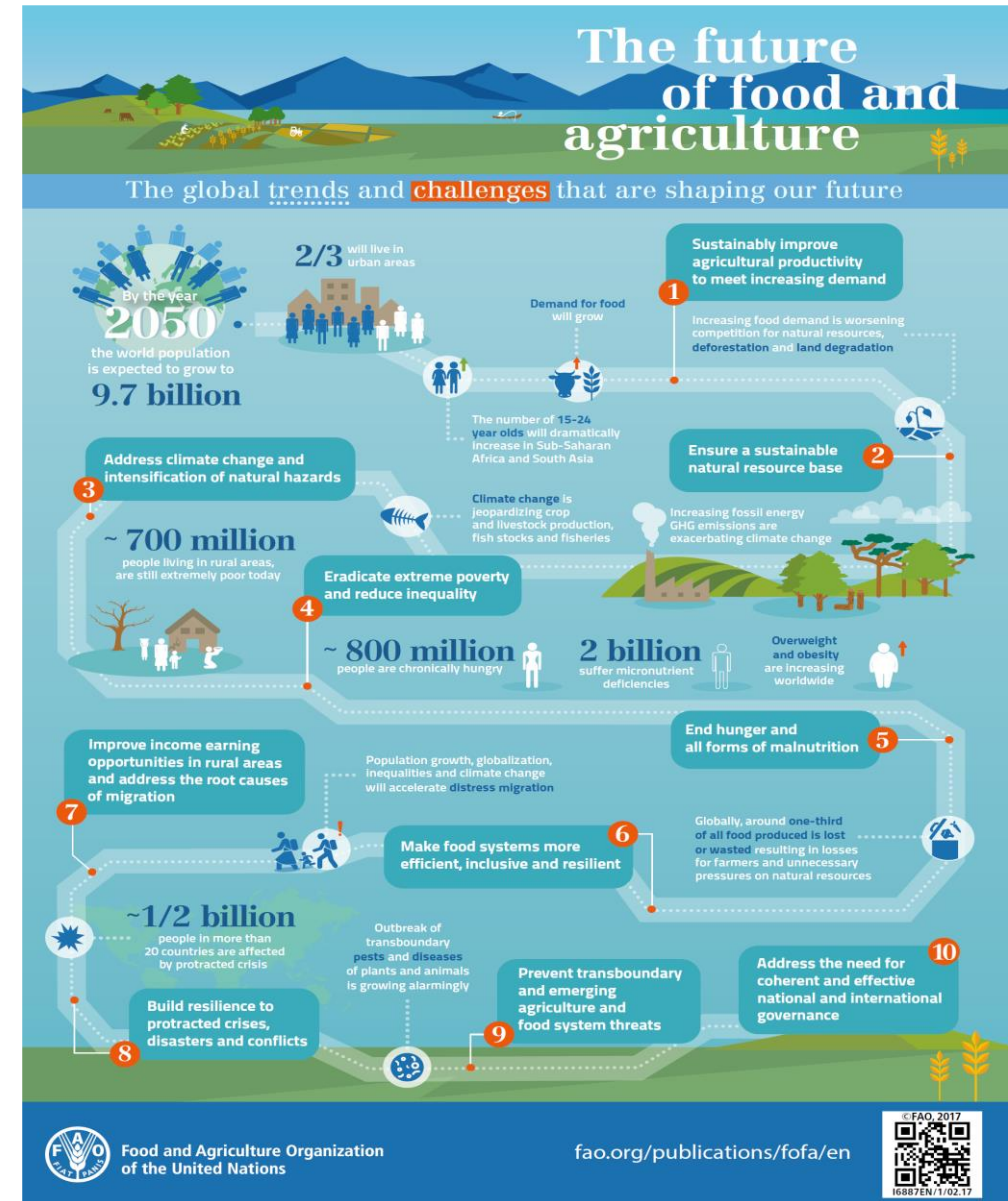 The future
of food and
agriculture
The global trends and challenges that are shaping our future
By the year
2050
the world population
is expected to grow to
9.7 billion
2/3 will live in
urban areas
Demand for food
will grow
The number of 15-24
year olds will dramatically
increase in Sub-Saharan
Africa and South Asia
1
Sustainably improve
agricultural productivity
to meet increasing demand
Increasing food demand is worsening
competition for natural resources,
deforestation and land degradation
Ensure a sustainable
natural resource base
2
Increasing fossil energy
GHG emissions are
exacerbating climate change
Climate change is
jeopardizing crop
and livestock production,
fish stocks and fisheries
Address climate change and
intensification of natural hazards
3
~ 700 million
people living in rural areas,
are still extremely poor today
Eradicate extreme poverty
and reduce inequality
4
~ 800 million
people are chronically hungry
2 billion
suffer micronutrient
deficiencies
Overweight
and obesity
are increasing
worldwide
End hunger and
all forms of malnutrition
5
Globally, around one-third
of all food produced is lost
or wasted resulting in losses
for farmers and unnecessary
pressures on natural resources
6
Make food systems more
efficient, inclusive and resilient
Population growth, globalization,
inequalities and climate change
will accelerate distress migration
!
Improve income earning
opportunities in rural areas
and address the root causes
of migration
7
~1/2 billion
people in more than
20 countries are affected
by protracted crisis
Build resilience to
protracted crises,
disasters and conflicts
8
Outbreak of
transboundary
pests and diseases
of plants and animals
is growing alarmingly
Prevent transboundary
and emerging
agriculture and
food system threats
9
10
Address the need for
coherent and effective
national and international
governance
FAO
FIAT PANIS
Food and Agriculture Organization
of the United Nations
fao.org/publications/fofa/en
©FAO, 2017
I6887EN/1/02.17